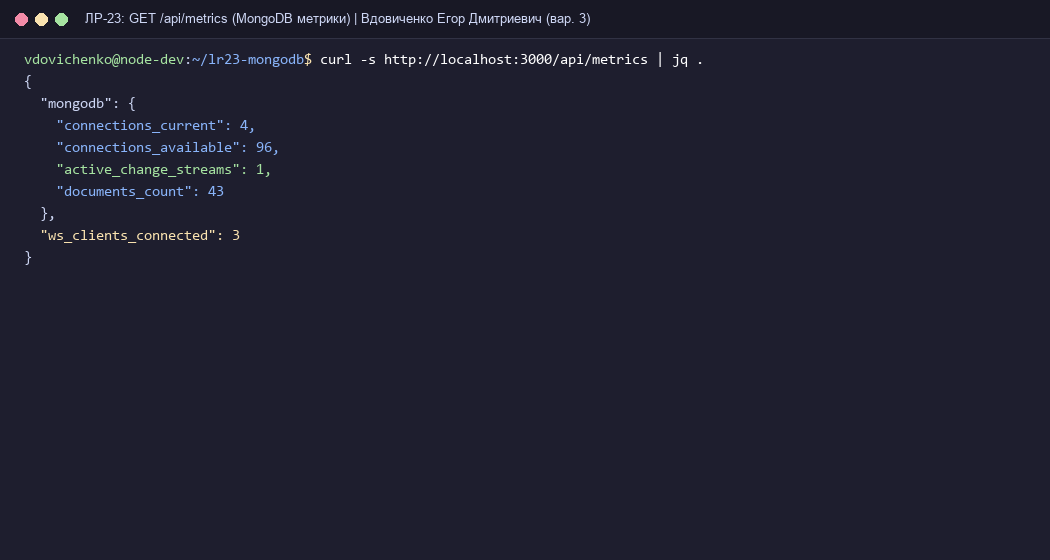 ЛР-23: GET /api/metrics (MongoDB метрики) | Вдовиченко Егор Дмитриевич (вар. 3)
vdovichenko@node-dev:~/lr23-mongodb$ curl -s http://localhost:3000/api/metrics | jq .
{
  "mongodb": {
    "connections_current": 4,
    "connections_available": 96,
    "active_change_streams": 1,
    "documents_count": 43
  },
  "ws_clients_connected": 3
}